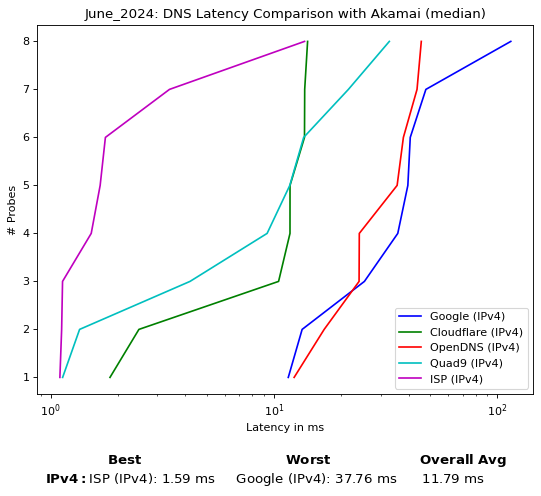 June_2024: DNS Latency Comparison with Akamai (median)
8
7
6
5
4
3
2
1
# Probes
Google (IPv4)
Cloudflare (IPv4)
OpenDNS (IPv4)
Quad9 (IPv4)
ISP (IPv4)
10⁰ 10¹ 10²
Latency in ms
Best Worst Overall Avg
IPv4: ISP (IPv4): 1.59 ms Google (IPv4): 37.76 ms 11.79 ms